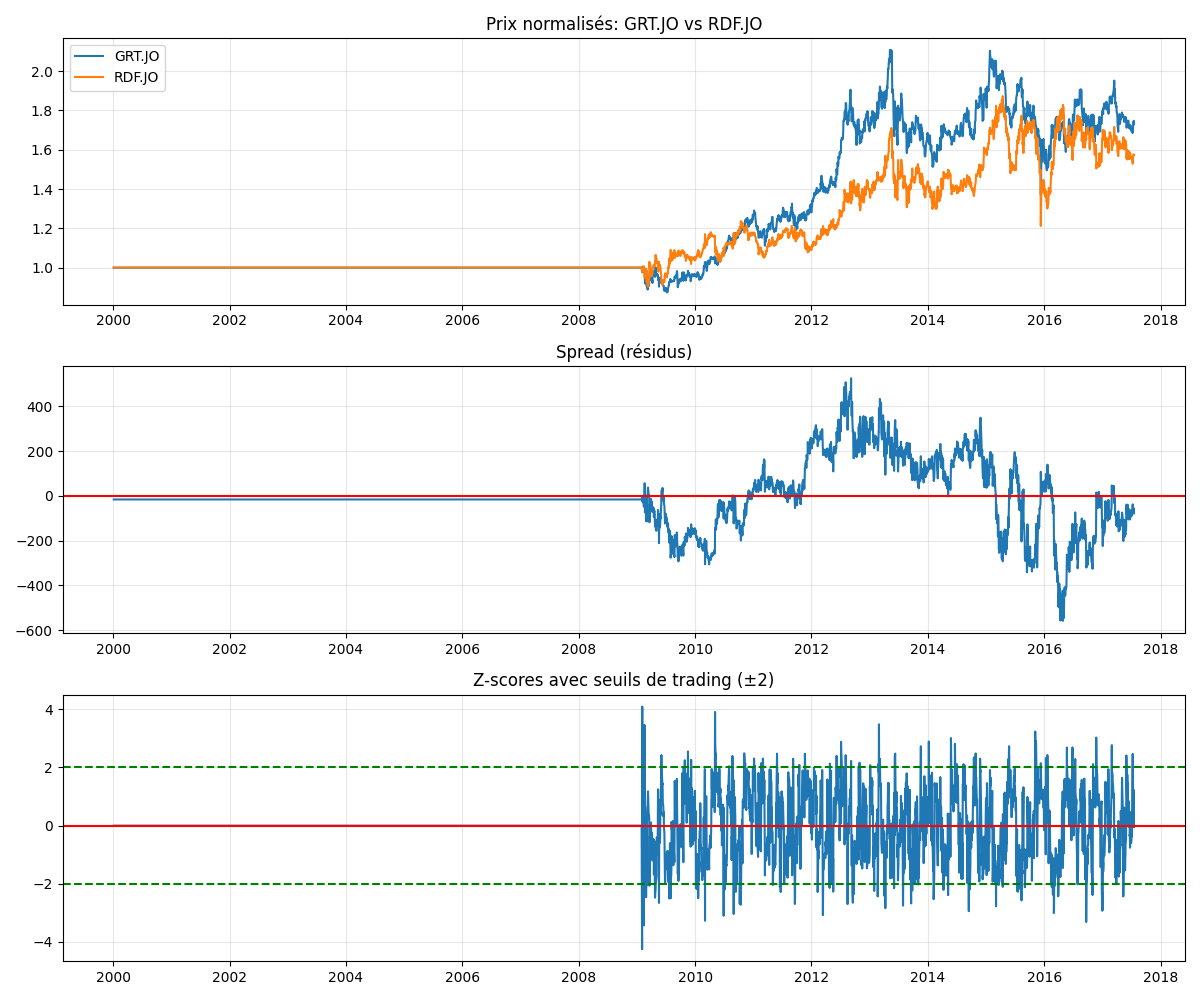 Prix normalisés: GRT.JO vs RDF.JO
GRT.JO
RDF.JO
2.0
1.8
1.6
1.4
1.2
1.0
2000 2002 2004 2006 2008 2010 2012 2014 2016 2018
Spread (résidus)
400
200
0
−200
−400
−600
2000 2002 2004 2006 2008 2010 2012 2014 2016 2018
Z-scores avec seuils de trading (±2)
4
2
0
−2
−4
2000 2002 2004 2006 2008 2010 2012 2014 2016 2018